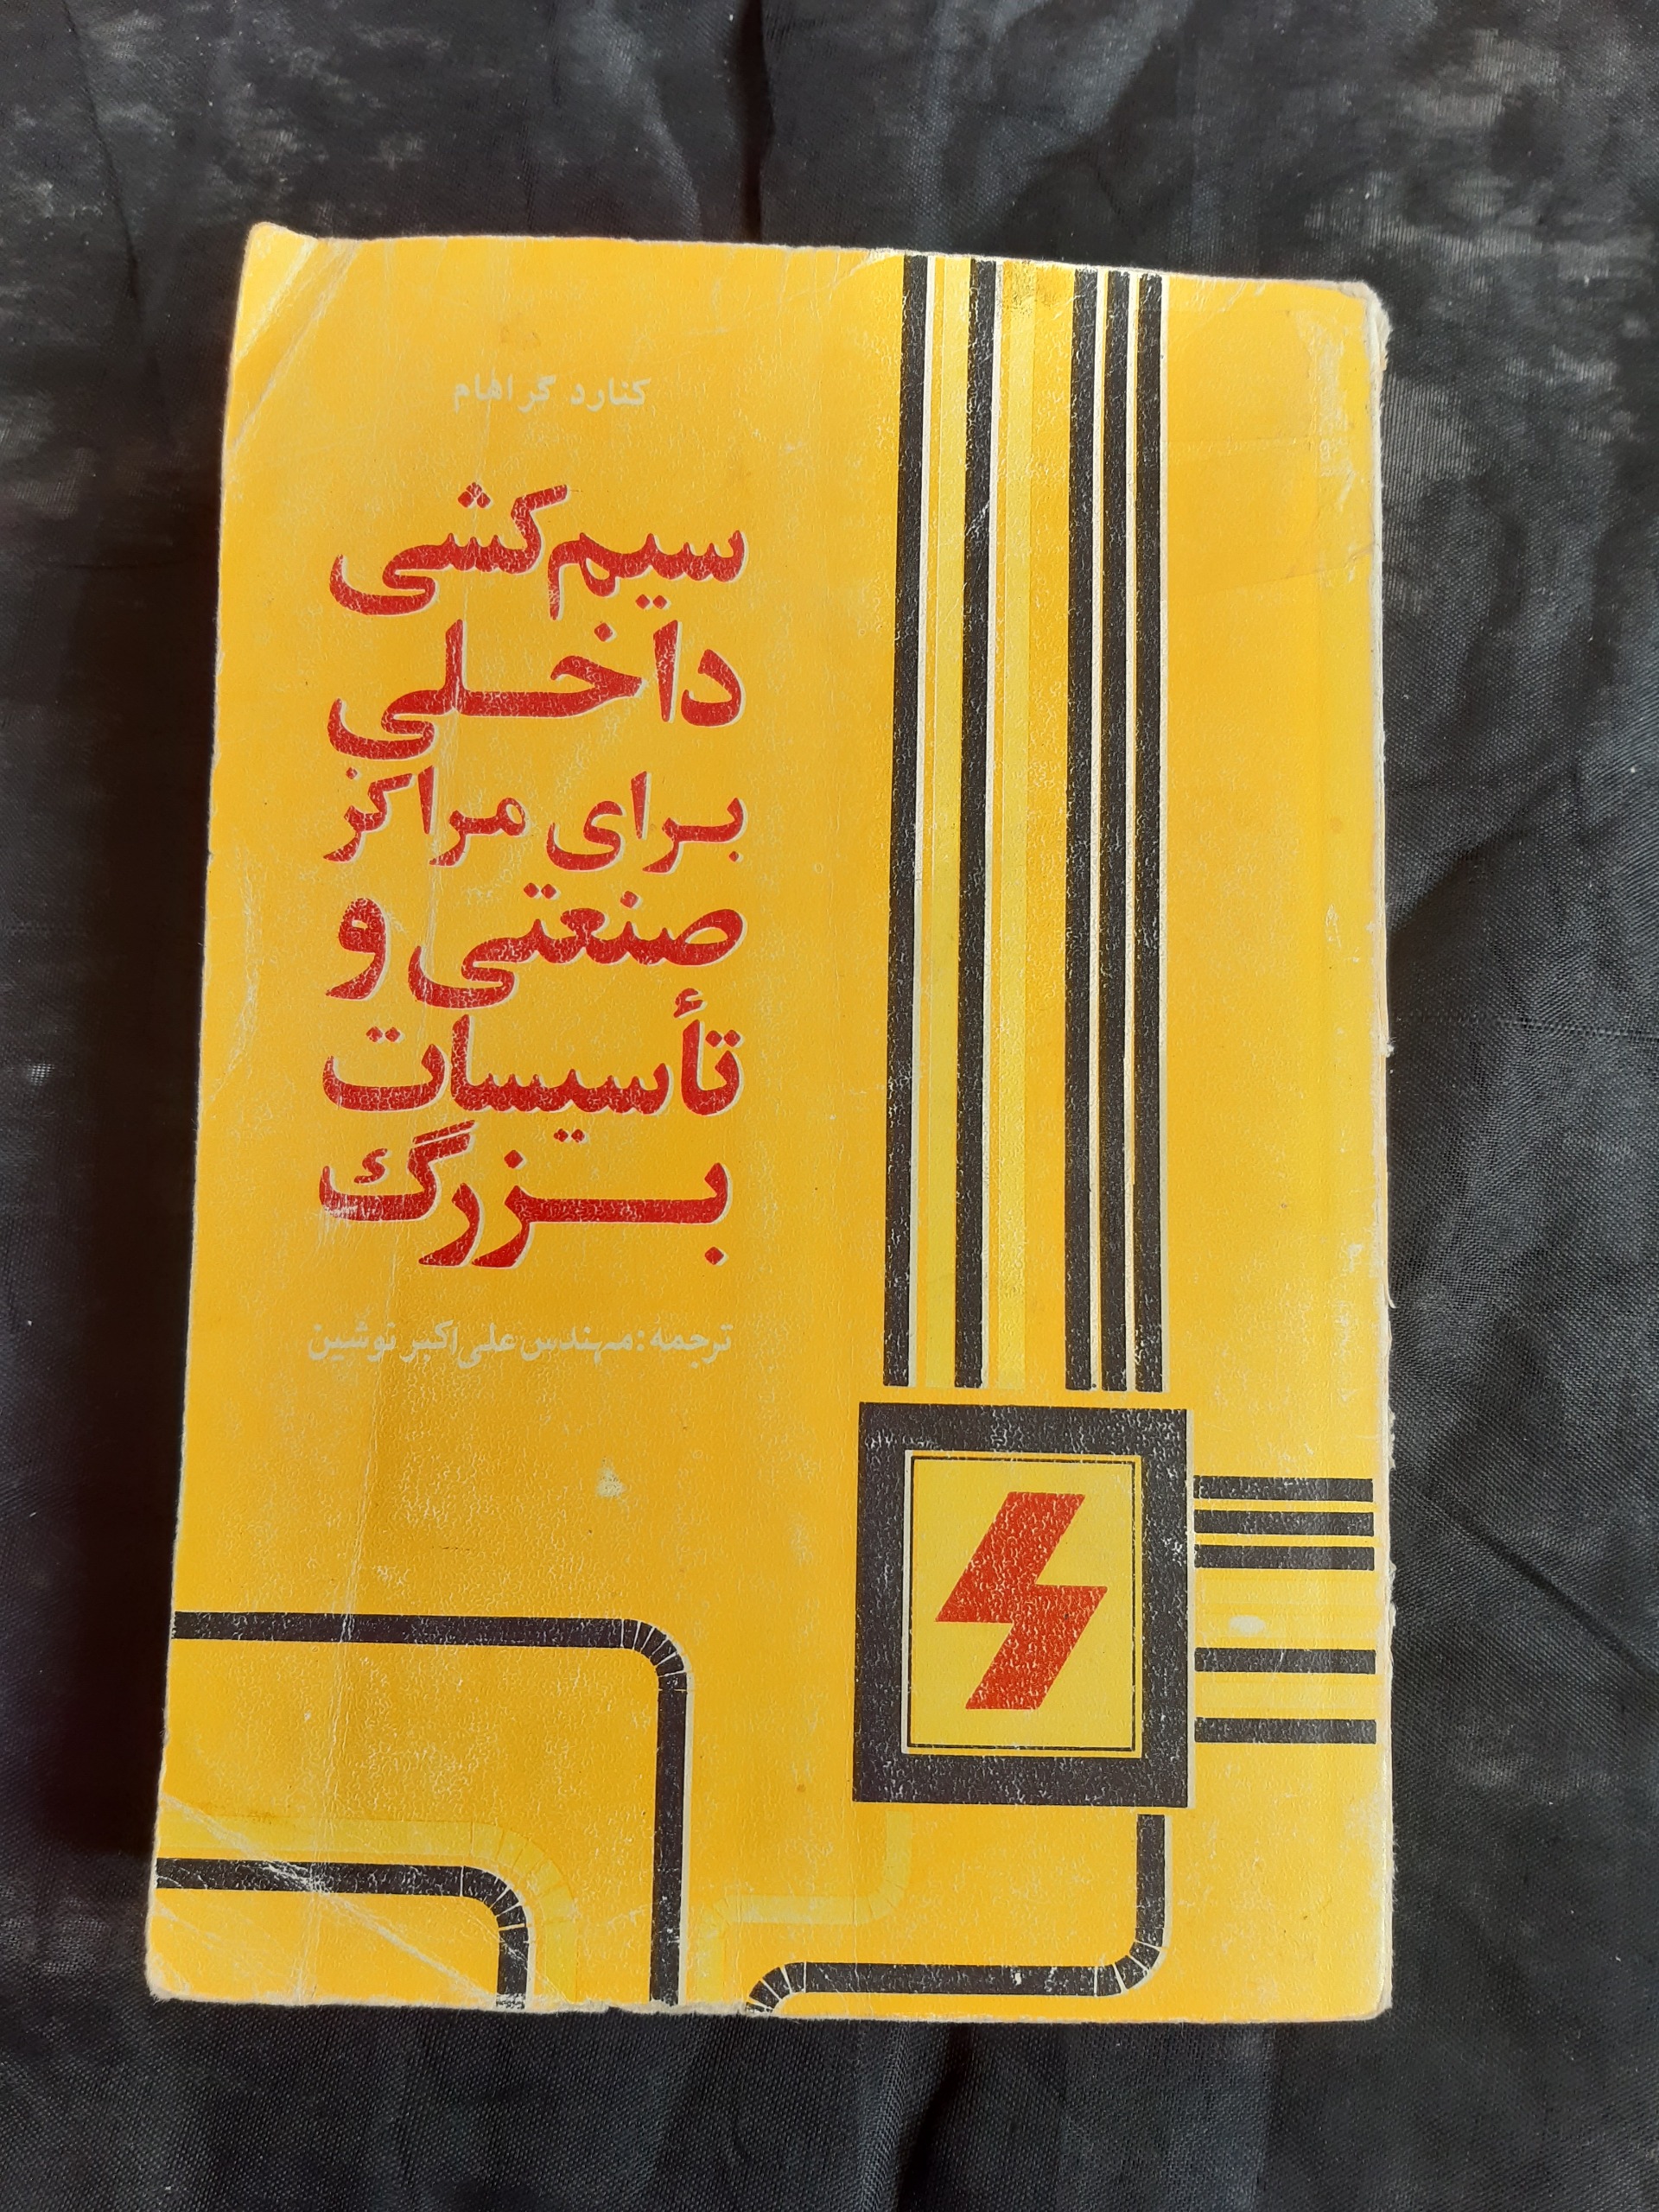 کنارد گراهام
سیم‌کشی
داخلی
برای مراکز
صنعتی و
تأسیسات
بزرگ
ترجمه: مهندس علی‌اکبر نوشین